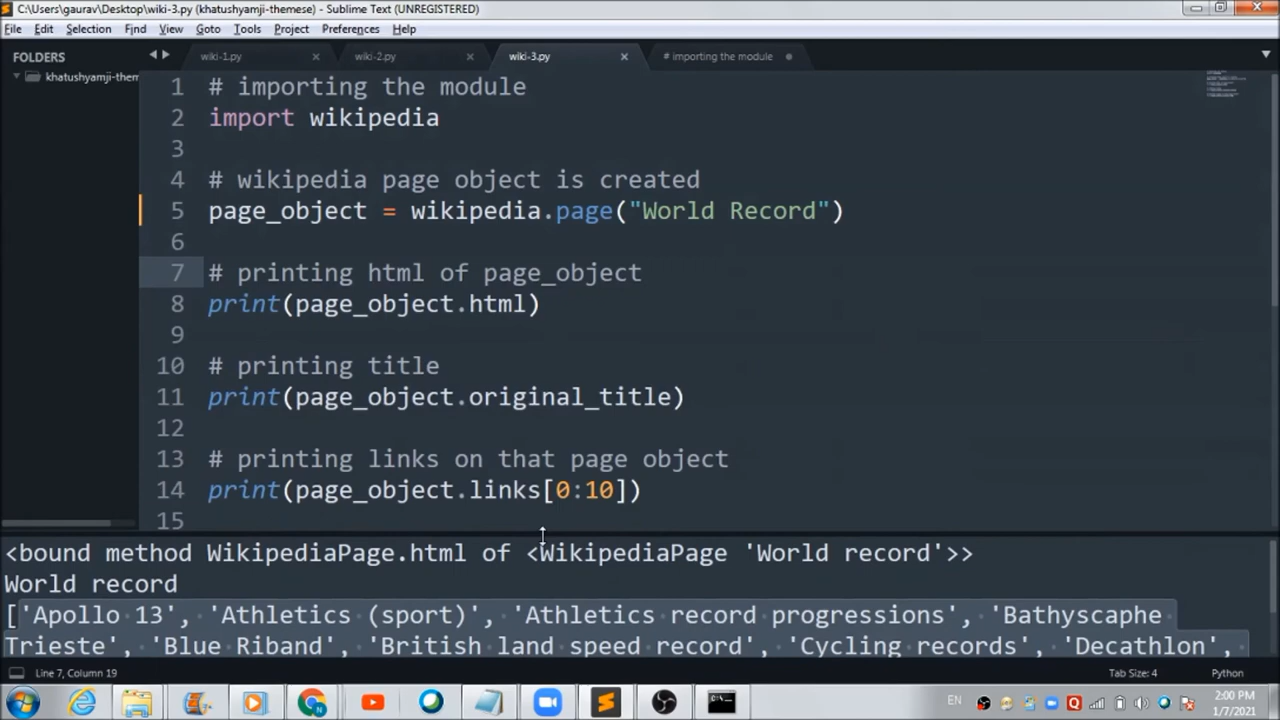 C:\Users\gaurav\Desktop\wiki-3.py (khatushyamji-themese) - Sublime Text (UNREGISTERED)
File Edit Selection Find View Goto Tools Project Preferences Help
FOLDERS
khatushyamji-them
wiki-1.py wiki-2.py wiki-3.py # importing the module
1 # importing the module
2 import wikipedia
3
4 # wikipedia page object is created
5 page_object = wikipedia.page("World Record")
6
7 # printing html of page_object
8 print(page_object.html)
9
10 # printing title
11 print(page_object.original_title)
12
13 # printing links on that page object
14 print(page_object.links[0:10])
15
<bound method WikipediaPage.html of <WikipediaPage 'World record'>>
World record
['Apollo 13', 'Athletics (sport)', 'Athletics record progressions', 'Bathyscaphe
Trieste', 'Blue Riband', 'British land speed record', 'Cycling records', 'Decathlon',
Line 7, Column 19 Tab Size: 4 Python
EN
2:00 PM
1/7/2021